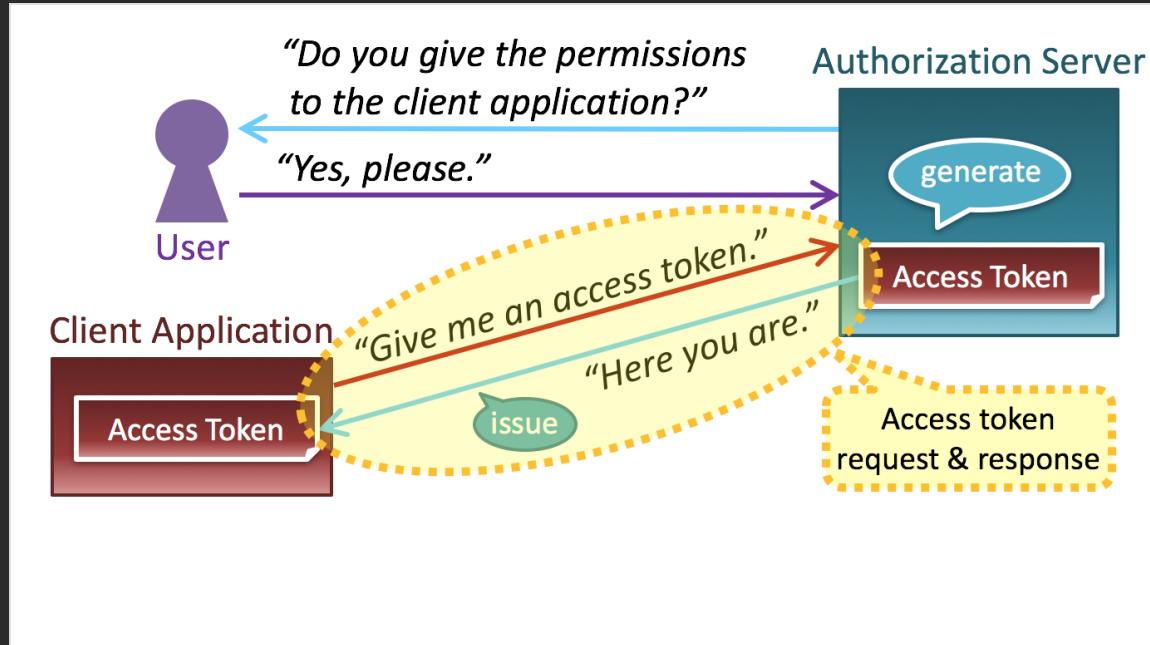 “Do you give the permissions
to the client application?”
Authorization Server
“Yes, please.”
generate
User
“Give me an access token.”
Access Token
Client Application
“Here you are.”
Access Token
issue
Access token
request & response